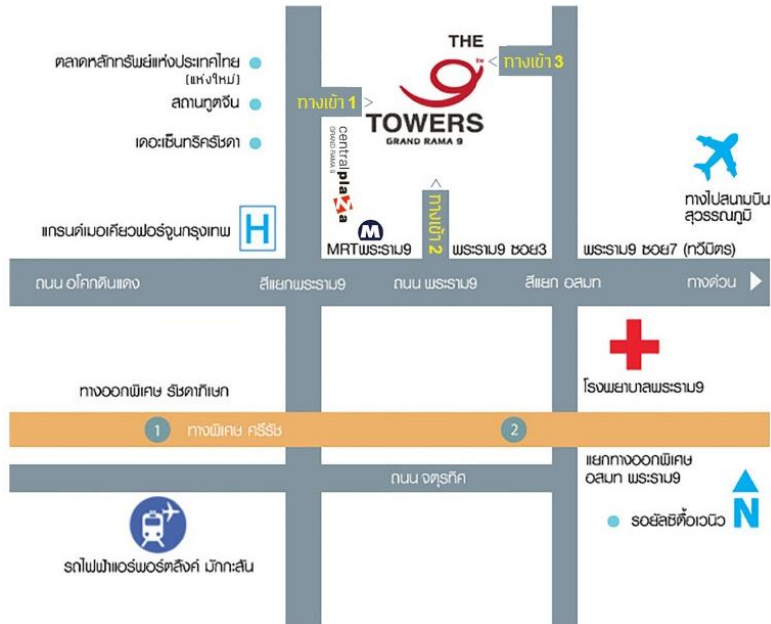 THE
9TH
TOWERS
GRAND RAMA 9
ตลาดหลักทรัพย์แห่งประเทศไทย
(แห่งใหม่)
สถานทูตจีน
เดอะเซ็นทริครัชดา
ทางเข้า 1
ทางเข้า 3
centralplaza
GRAND RAMA 9
ทางเข้า 2
ทางไปสนามบิน
สุวรรณภูมิ
แกรนด์เมอเคียวฟอร์จูนกรุงเทพ
H
M
MRTพระราม9
พระราม9 ซอย3
พระราม9 ซอย7 (ทวีมิตร)
ถนน อโศกดินแดง
สี่แยกพระราม9
ถนน พระราม9
สี่แยก อสมท
ทางด่วน
โรงพยาบาลพระราม9
ทางออกพิเศษ รัชดาภิเษก
1
ทางพิเศษ ศรีรัช
2
แยกทางออกพิเศษ
อสมท พระราม9
ถนน จตุรทิศ
รอยัลซิตี้อเวนิว
N
รถไฟฟ้าแอร์พอร์ตลิงค์ มักกะสัน